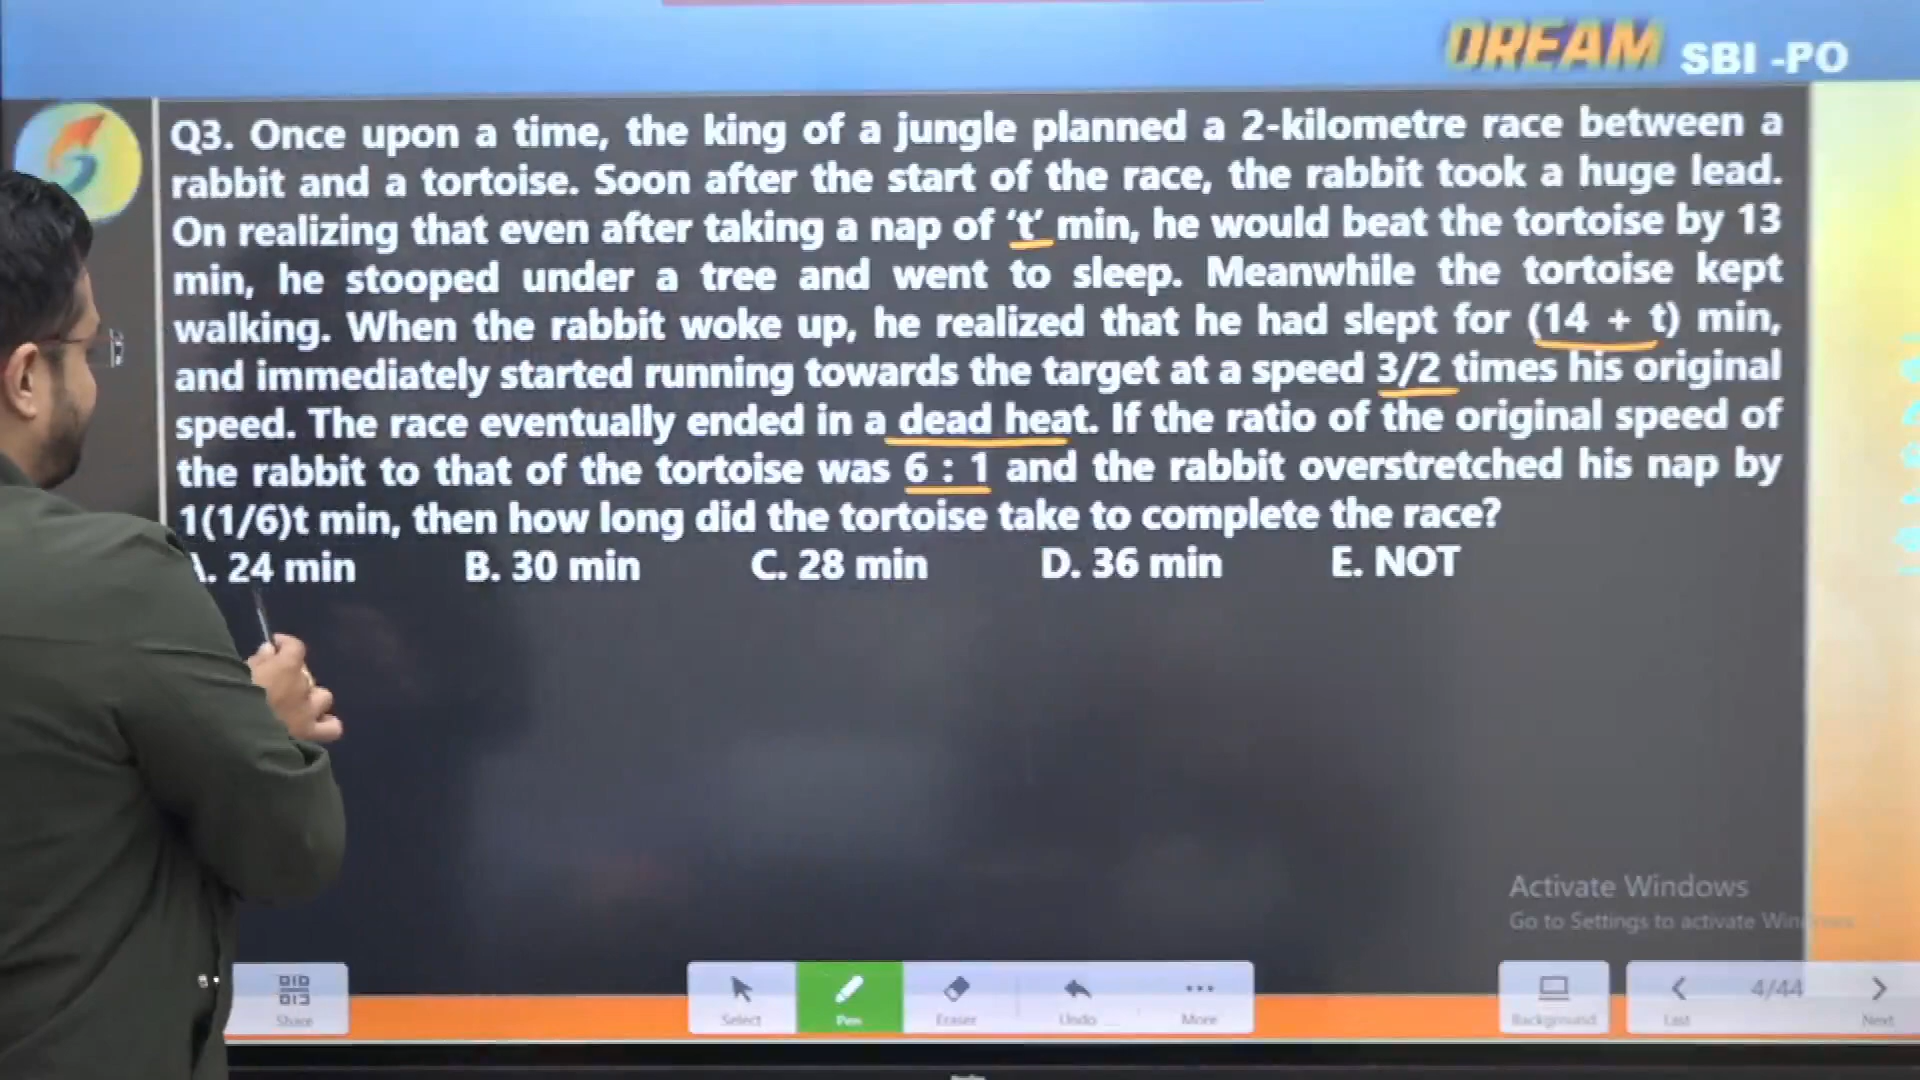 DREAM SBI -PO
Q3. Once upon a time, the king of a jungle planned a 2-kilometre race between a
rabbit and a tortoise. Soon after the start of the race, the rabbit took a huge lead.
On realizing that even after taking a nap of ‘t’ min, he would beat the tortoise by 13
min, he stooped under a tree and went to sleep. Meanwhile the tortoise kept
walking. When the rabbit woke up, he realized that he had slept for (14 + t) min,
and immediately started running towards the target at a speed 3/2 times his original
speed. The race eventually ended in a dead heat. If the ratio of the original speed of
the rabbit to that of the tortoise was 6 : 1 and the rabbit overstretched his nap by
1(1/6)t min, then how long did the tortoise take to complete the race?
A. 24 min B. 30 min C. 28 min D. 36 min E. NOT
Activate Windows
Go to Settings to activate Windows
Share Select Pen Eraser Undo More Background Last 4/44 Next